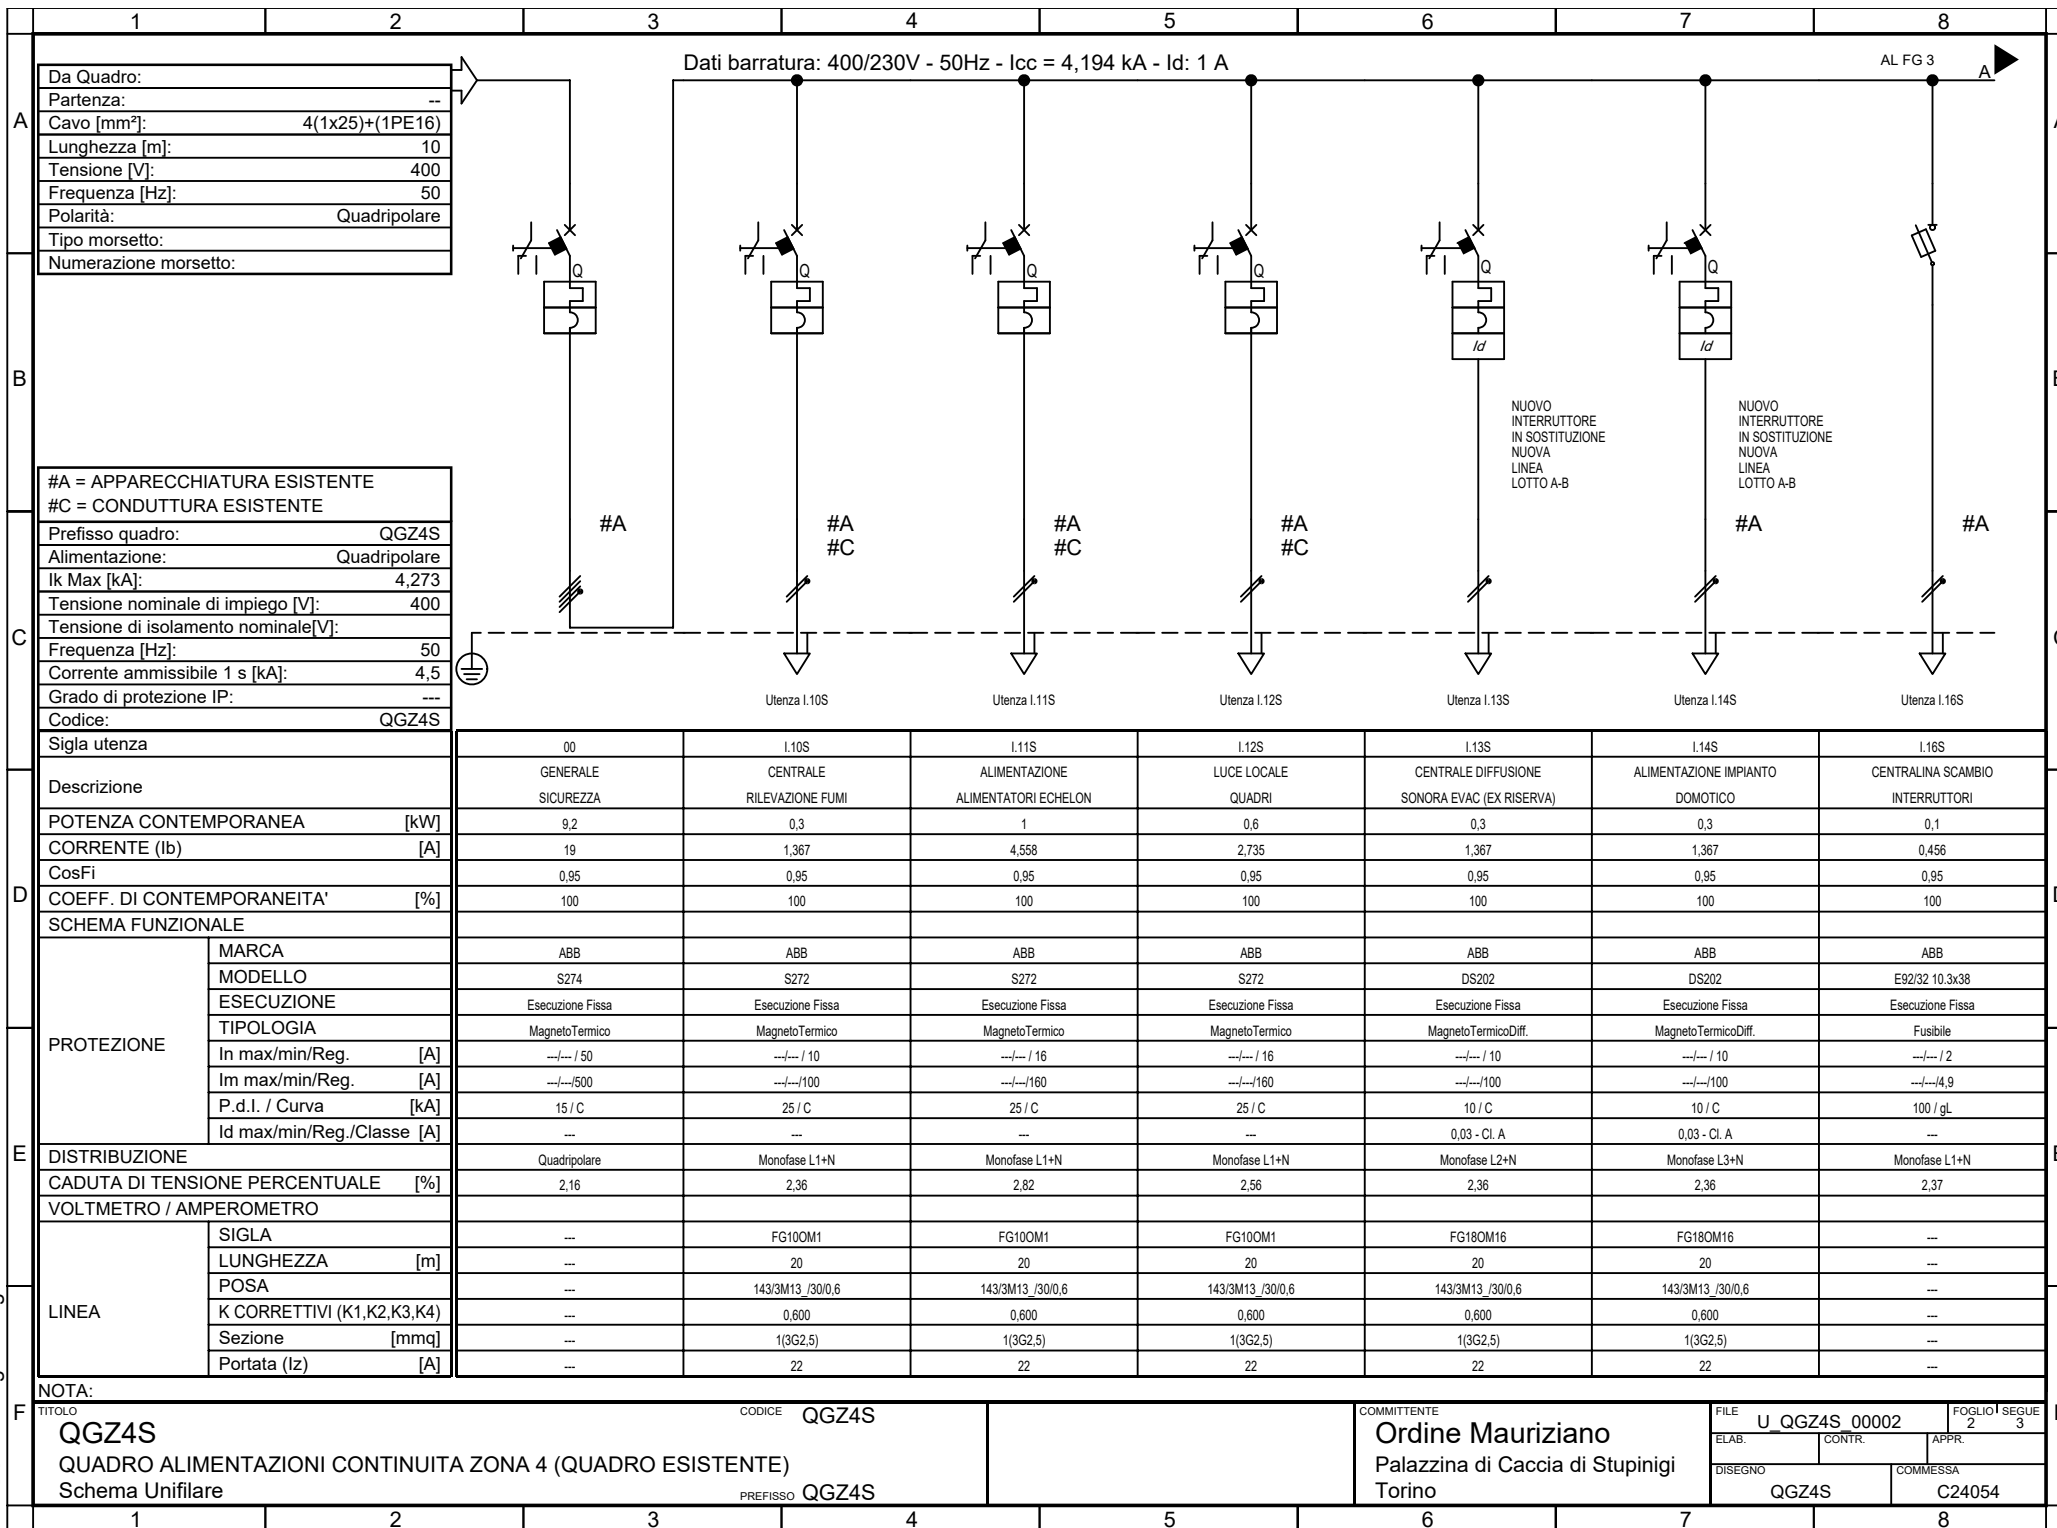 1 2 3 4 5 6 7 8
Dati barratura: 400/230V - 50Hz - Icc = 4,194 kA - Id: 1 A
AL FG 3
A
Da Quadro:
Partenza: --
Cavo [mm²]: 4(1x25)+(1PE16)
Lunghezza [m]: 10
Tensione [V]: 400
Frequenza [Hz]: 50
Polarità: Quadripolare
Tipo morsetto:
Numerazione morsetto:
A
B
C
D
E
F
Q Q Q Q Q Q
Id Id
NUOVO
INTERRUTTORE
IN SOSTITUZIONE
NUOVA
LINEA
LOTTO A-B
NUOVO
INTERRUTTORE
IN SOSTITUZIONE
NUOVA
LINEA
LOTTO A-B
#A = APPARECCHIATURA ESISTENTE
#C = CONDUTTURA ESISTENTE
#A #A #A #A #A #A
#C #C #C
Prefisso quadro: QGZ4S
Alimentazione: Quadripolare
Ik Max [kA]: 4,273
Tensione nominale di impiego [V]: 400
Tensione di isolamento nominale[V]:
Frequenza [Hz]: 50
Corrente ammissibile 1 s [kA]: 4,5
Grado di protezione IP: ---
Codice: QGZ4S
Utenza I.10S Utenza I.11S Utenza I.12S Utenza I.13S Utenza I.14S Utenza I.16S
Sigla utenza 00 I.10S I.11S I.12S I.13S I.14S I.16S
Descrizione
GENERALE CENTRALE ALIMENTAZIONE LUCE LOCALE CENTRALE DIFFUSIONE ALIMENTAZIONE IMPIANTO CENTRALINA SCAMBIO
SICUREZZA RILEVAZIONE FUMI ALIMENTATORI ECHELON QUADRI SONORA EVAC (EX RISERVA) DOMOTICO INTERRUTTORI
POTENZA CONTEMPORANEA [kW] 9,2 0,3 1 0,6 0,3 0,3 0,1
CORRENTE (Ib) [A] 19 1,367 4,558 2,735 1,367 1,367 0,456
CosFi 0,95 0,95 0,95 0,95 0,95 0,95 0,95
COEFF. DI CONTEMPORANEITA' [%] 100 100 100 100 100 100 100
SCHEMA FUNZIONALE
PROTEZIONE
MARCA ABB ABB ABB ABB ABB ABB ABB
MODELLO S274 S272 S272 S272 DS202 DS202 E92/32 10.3x38
ESECUZIONE Esecuzione Fissa Esecuzione Fissa Esecuzione Fissa Esecuzione Fissa Esecuzione Fissa Esecuzione Fissa Esecuzione Fissa
TIPOLOGIA MagnetoTermico MagnetoTermico MagnetoTermico MagnetoTermico MagnetoTermicoDiff. MagnetoTermicoDiff. Fusibile
In max/min/Reg. [A] ---/--- / 50 ---/--- / 10 ---/--- / 16 ---/--- / 16 ---/--- / 10 ---/--- / 10 ---/--- / 2
Im max/min/Reg. [A] ---/---/500 ---/---/100 ---/---/160 ---/---/160 ---/---/100 ---/---/100 ---/---/4,9
P.d.I. / Curva [kA] 15 / C 25 / C 25 / C 25 / C 10 / C 10 / C 100 / gL
Id max/min/Reg./Classe [A] --- --- --- --- 0,03 - Cl. A 0,03 - Cl. A ---
DISTRIBUZIONE Quadripolare Monofase L1+N Monofase L1+N Monofase L1+N Monofase L2+N Monofase L3+N Monofase L1+N
CADUTA DI TENSIONE PERCENTUALE [%] 2,16 2,36 2,82 2,56 2,36 2,36 2,37
VOLTMETRO / AMPEROMETRO
LINEA
SIGLA --- FG10OM1 FG10OM1 FG10OM1 FG18OM16 FG18OM16 ---
LUNGHEZZA [m] --- 20 20 20 20 20 ---
POSA --- 143/3M13_/30/0,6 143/3M13_/30/0,6 143/3M13_/30/0,6 143/3M13_/30/0,6 143/3M13_/30/0,6 ---
K CORRETTIVI (K1,K2,K3,K4) --- 0,600 0,600 0,600 0,600 0,600 ---
Sezione [mmq] --- 1(3G2,5) 1(3G2,5) 1(3G2,5) 1(3G2,5) 1(3G2,5) ---
Portata (Iz) [A] --- 22 22 22 22 22 ---
NOTA:
TITOLO
QGZ4S
CODICE QGZ4S
QUADRO ALIMENTAZIONI CONTINUITA ZONA 4 (QUADRO ESISTENTE)
Schema Unifilare
PREFISSO QGZ4S
COMMITTENTE
Ordine Mauriziano
Palazzina di Caccia di Stupinigi
Torino
FILE U_QGZ4S_00002
FOGLIO 2
SEGUE 3
ELAB. CONTR. APPR.
DISEGNO QGZ4S
COMMESSA C24054
1 2 3 4 5 6 7 8